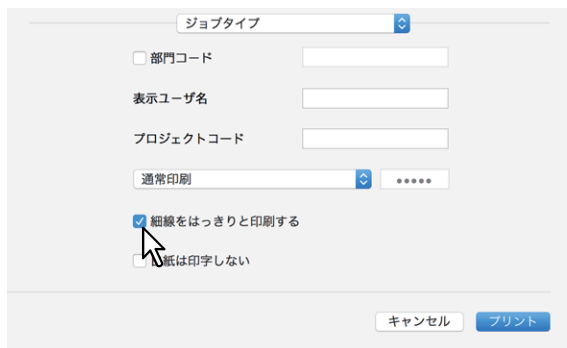 ジョブタイプ
部門コード
表示ユーザ名
プロジェクトコード
通常印刷 •••••
細線をはっきりと印刷する
紙は印字しない
キャンセル プリント